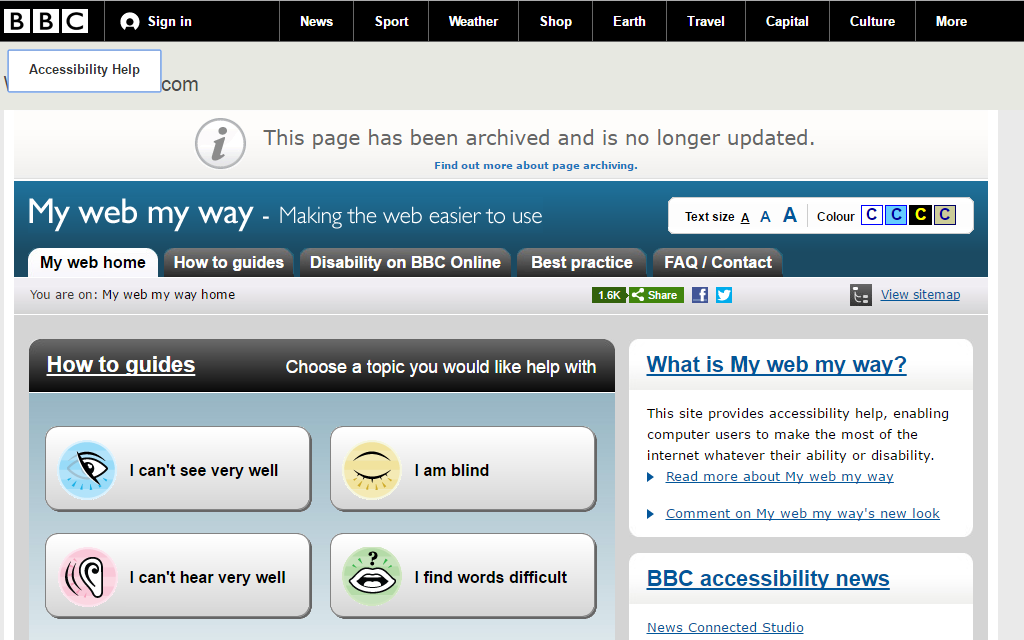 BBC Sign in News Sport Weather Shop Earth Travel Capital Culture More
Accessibility Help
com
This page has been archived and is no longer updated.
Find out more about page archiving.
My web my way - Making the web easier to use
Text size A A A Colour C C C C
My web home How to guides Disability on BBC Online Best practice FAQ / Contact
You are on: My web my way home 1.6K Share View sitemap
How to guides Choose a topic you would like help with
I can't see very well I am blind
I can't hear very well I find words difficult
What is My web my way?
This site provides accessibility help, enabling
computer users to make the most of the
internet whatever their ability or disability.
Read more about My web my way
Comment on My web my way's new look
BBC accessibility news
News Connected Studio